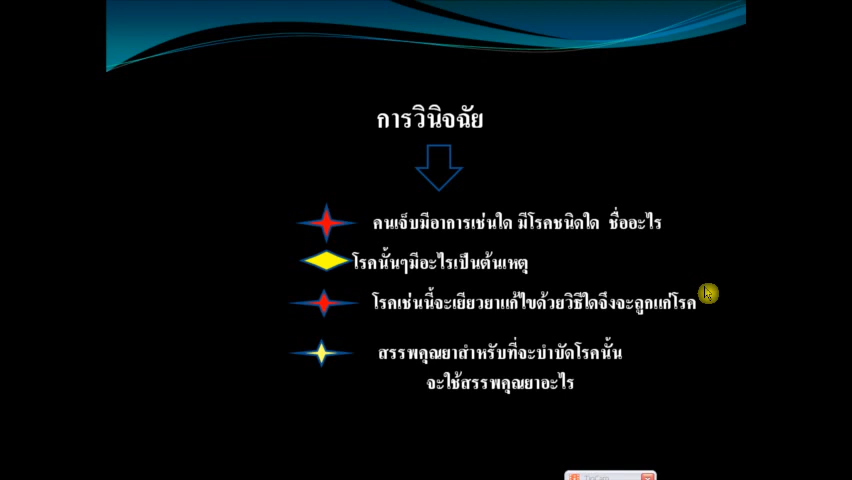 การวินิจฉัย
คนเจ็บมีอาการเช่นใด มีโรคชนิดใด ชื่ออะไร
โรคนั้นๆมีอะไรเป็นต้นเหตุ
โรคเช่นนี้จะเยียวยาแก้ไขด้วยวิธีใดจึงจะถูกแก่โรค
สรรพคุณยาสำหรับที่จะบำบัดโรคนั้น
จะใช้สรรพคุณยาอะไร